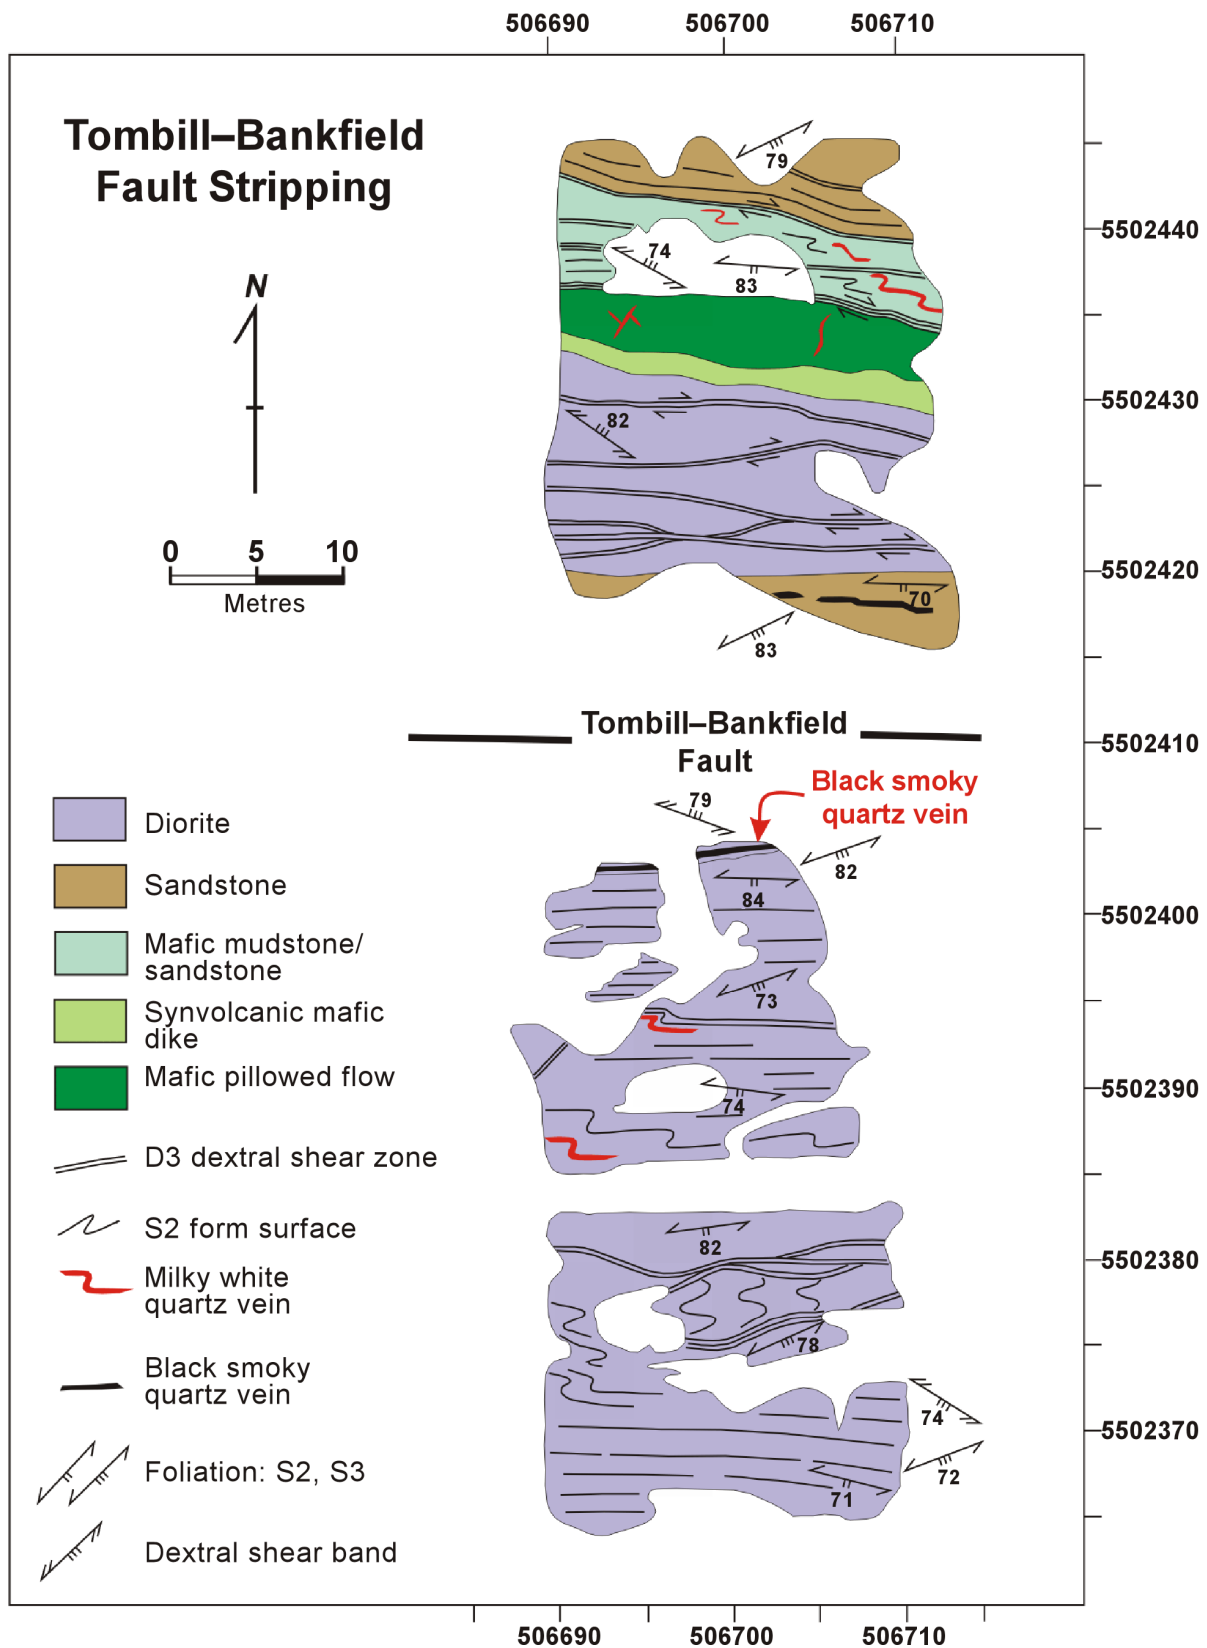 506690 506700 506710
Tombill–Bankfield
Fault Stripping
79
5502440
74
83
N
5502430
82
0 5 10
Metres
5502420
70
83
Tombill–Bankfield
Fault
5502410
Black smoky
quartz vein
79
82
84
5502400
73
5502390
74
Diorite
Sandstone
Mafic mudstone/
sandstone
Synvolcanic mafic
dike
Mafic pillowed flow
D3 dextral shear zone
S2 form surface
Milky white
quartz vein
Black smoky
quartz vein
Foliation: S2, S3
Dextral shear band
82
5502380
78
74
5502370
72
71
506690 506700 506710